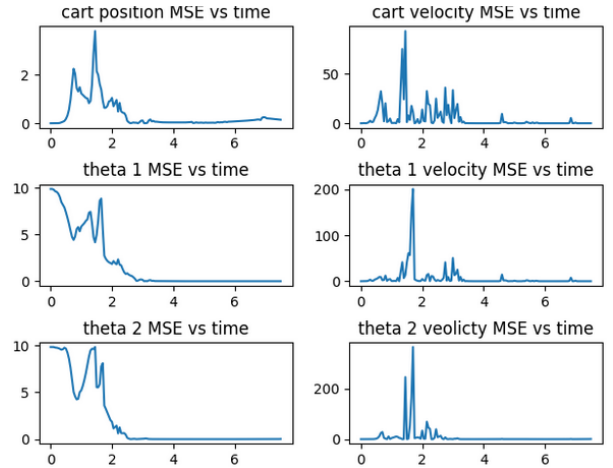 cart position MSE vs time
2
0
0 2 4 6
cart velocity MSE vs time
50
0
0 2 4 6
theta 1 MSE vs time
10
5
0
0 2 4 6
theta 1 velocity MSE vs time
200
100
0
0 2 4 6
theta 2 MSE vs time
10
5
0
0 2 4 6
theta 2 veolicty MSE vs time
200
0
0 2 4 6